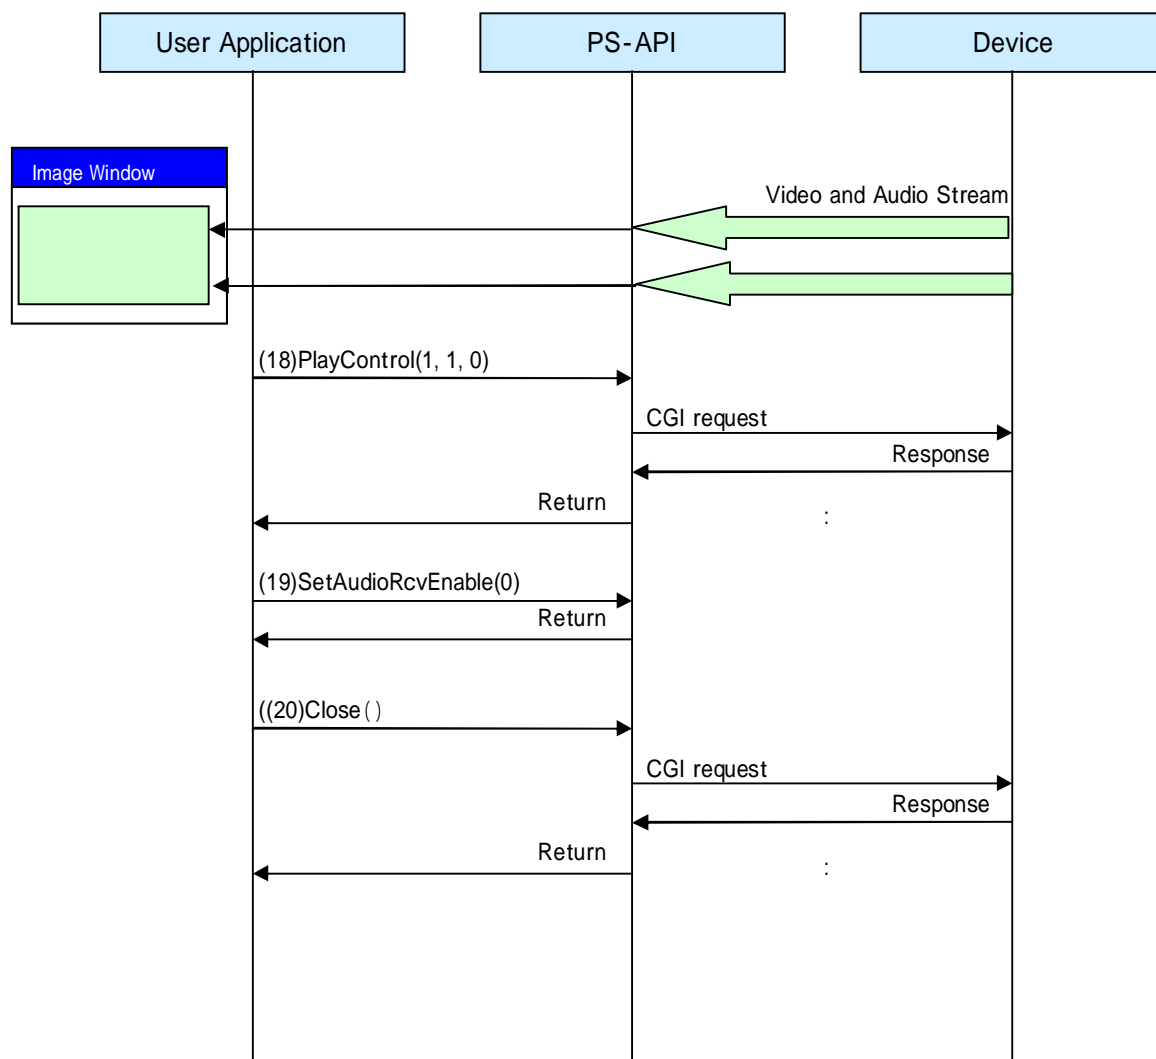 User Application
PS-API
Device
Image Window
Video and Audio Stream
(18)PlayControl(1, 1, 0)
CGI request
Response
Return
:
(19)SetAudioRcvEnable(0)
Return
((20)Close()
CGI request
Response
Return
: